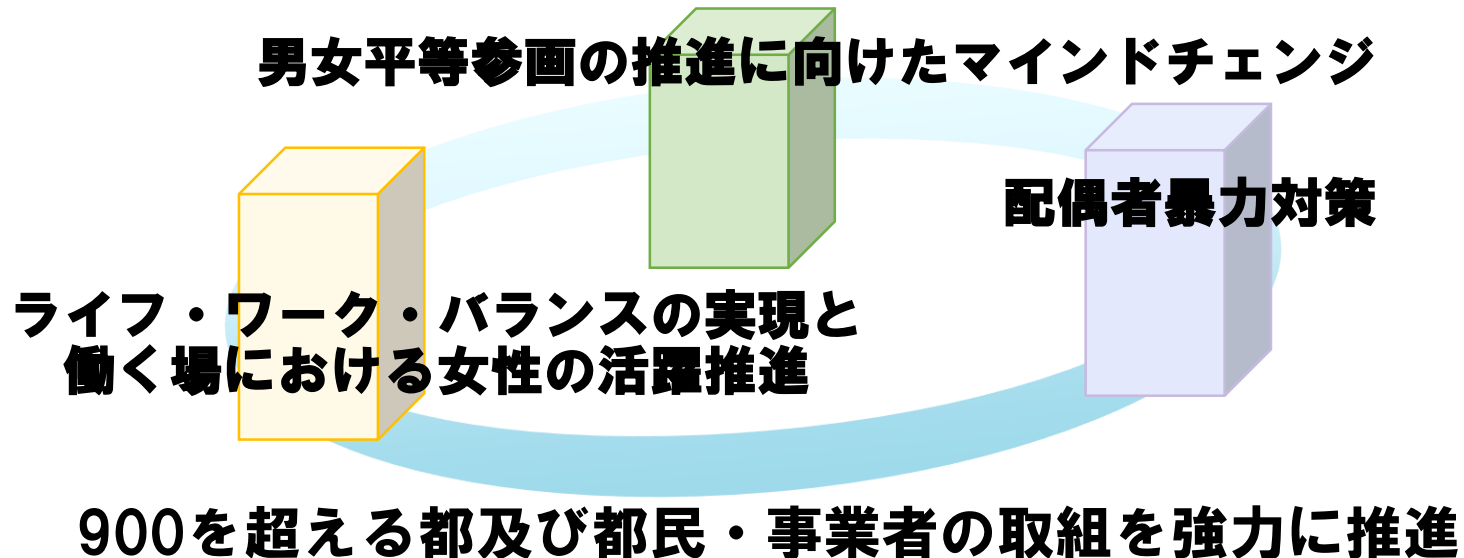 男女平等参画の推進に向けたマインドチェンジ
配偶者暴力対策
ライフ・ワーク・バランスの実現と
働く場における女性の活躍推進
900を超える都及び都民・事業者の取組を強力に推進